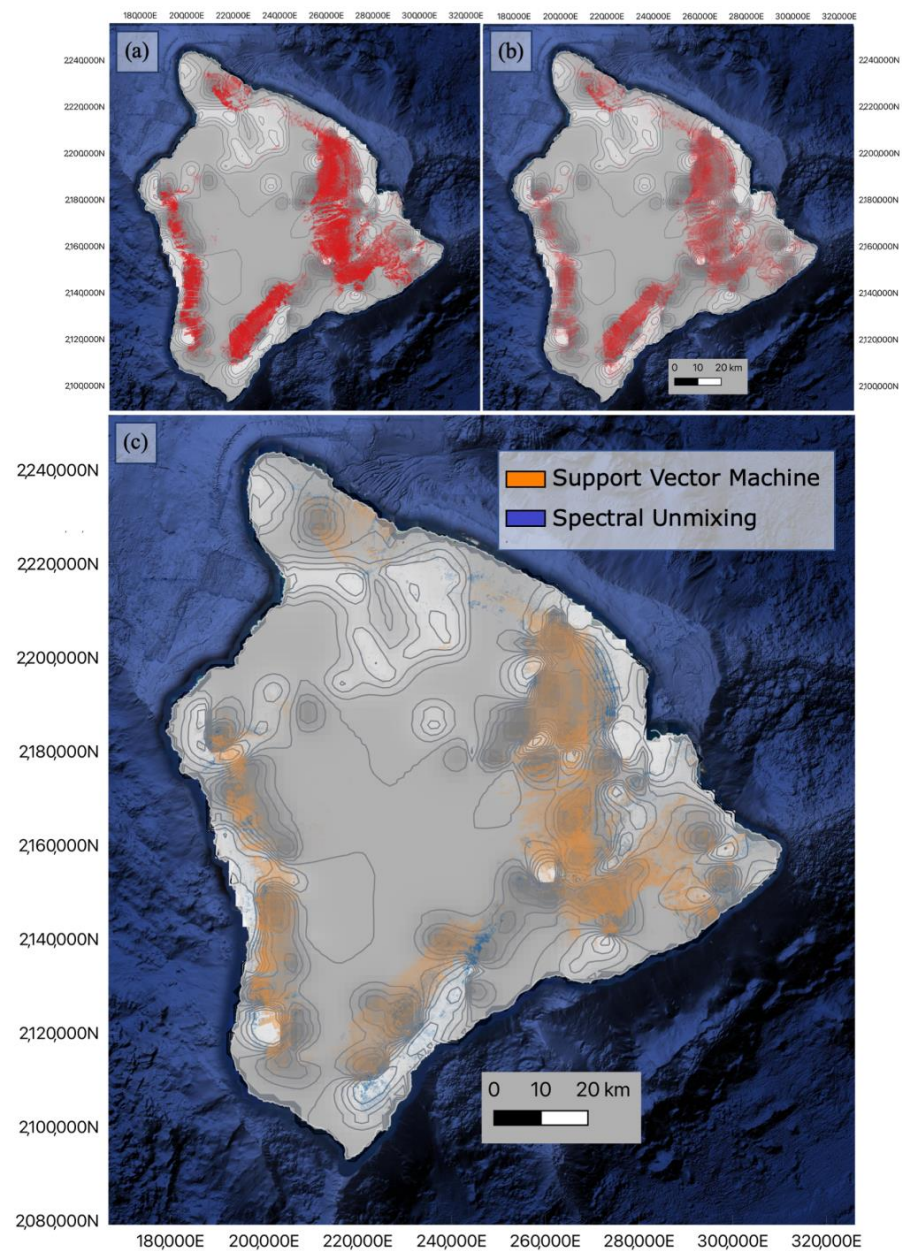 180000E 200000E 220000E 240000E 260000E 280000E 300000E 320000E
180000E 200000E 220000E 240000E 260000E 280000E 300000E 320000E
(a)
(b)
2240000N
2220000N
2200000N
2180000N
2160000N
2140000N
2120000N
2100000N
2240000N
2220000N
2200000N
2180000N
2160000N
2140000N
2120000N
2100000N
0 10 20 km
(c)
Support Vector Machine
Spectral Unmixing
2,240,000N
2,220,000N
2,200,000N
2,180,000N
2,160,000N
2,140,000N
2,120,000N
2,100,000N
2,080,000N
0 10 20 km
180,000E 200,000E 220,000E 240,000E 260,000E 280,000E 300,000E 320,000E